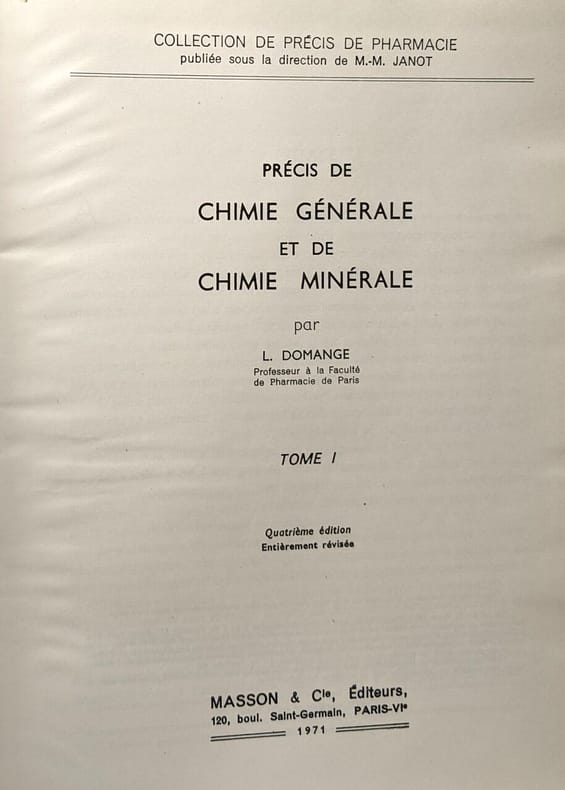 COLLECTION DE PRÉCIS DE PHARMACIE
publiée sous la direction de M.-M. JANOT
PRÉCIS DE
CHIMIE GÉNÉRALE
ET DE
CHIMIE MINÉRALE
par
L. DOMANGE
Professeur à la Faculté
de Pharmacie de Paris
TOME I
Quatrième édition
Entièrement révisée
MASSON & Cie, Éditeurs,
120, boul. Saint-Germain, PARIS-VIe
1971